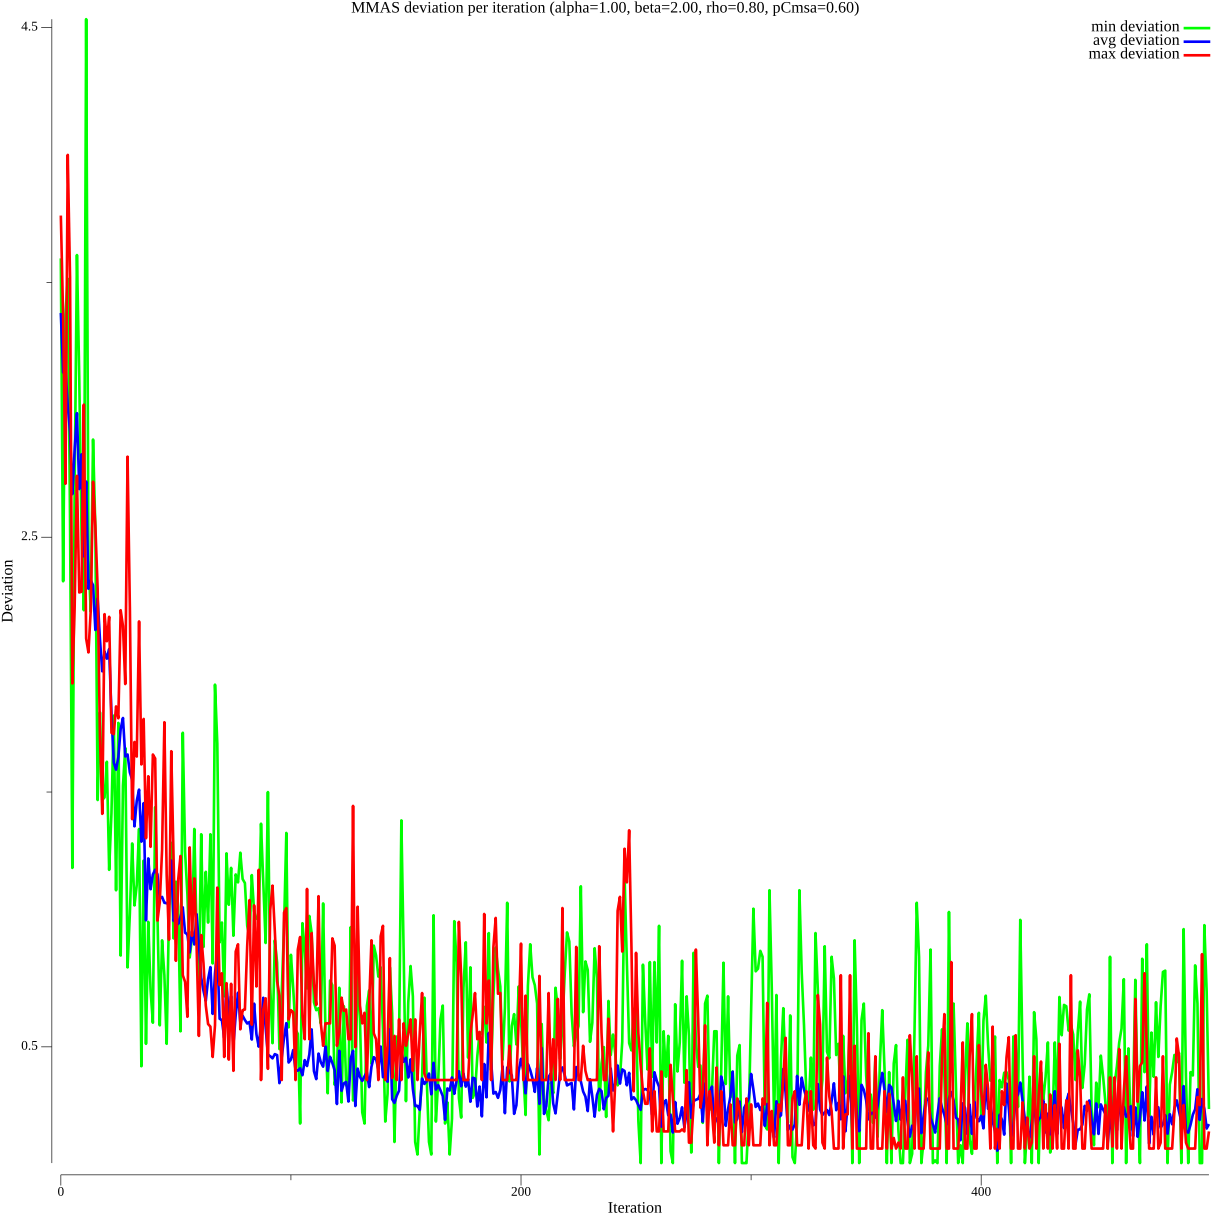 MMAS deviation per iteration (alpha=1.00, beta=2.00, rho=0.80, pCmsa=0.60)
min deviation
avg deviation
max deviation
4.5
2.5
0.5
Deviation
0
200
400
Iteration